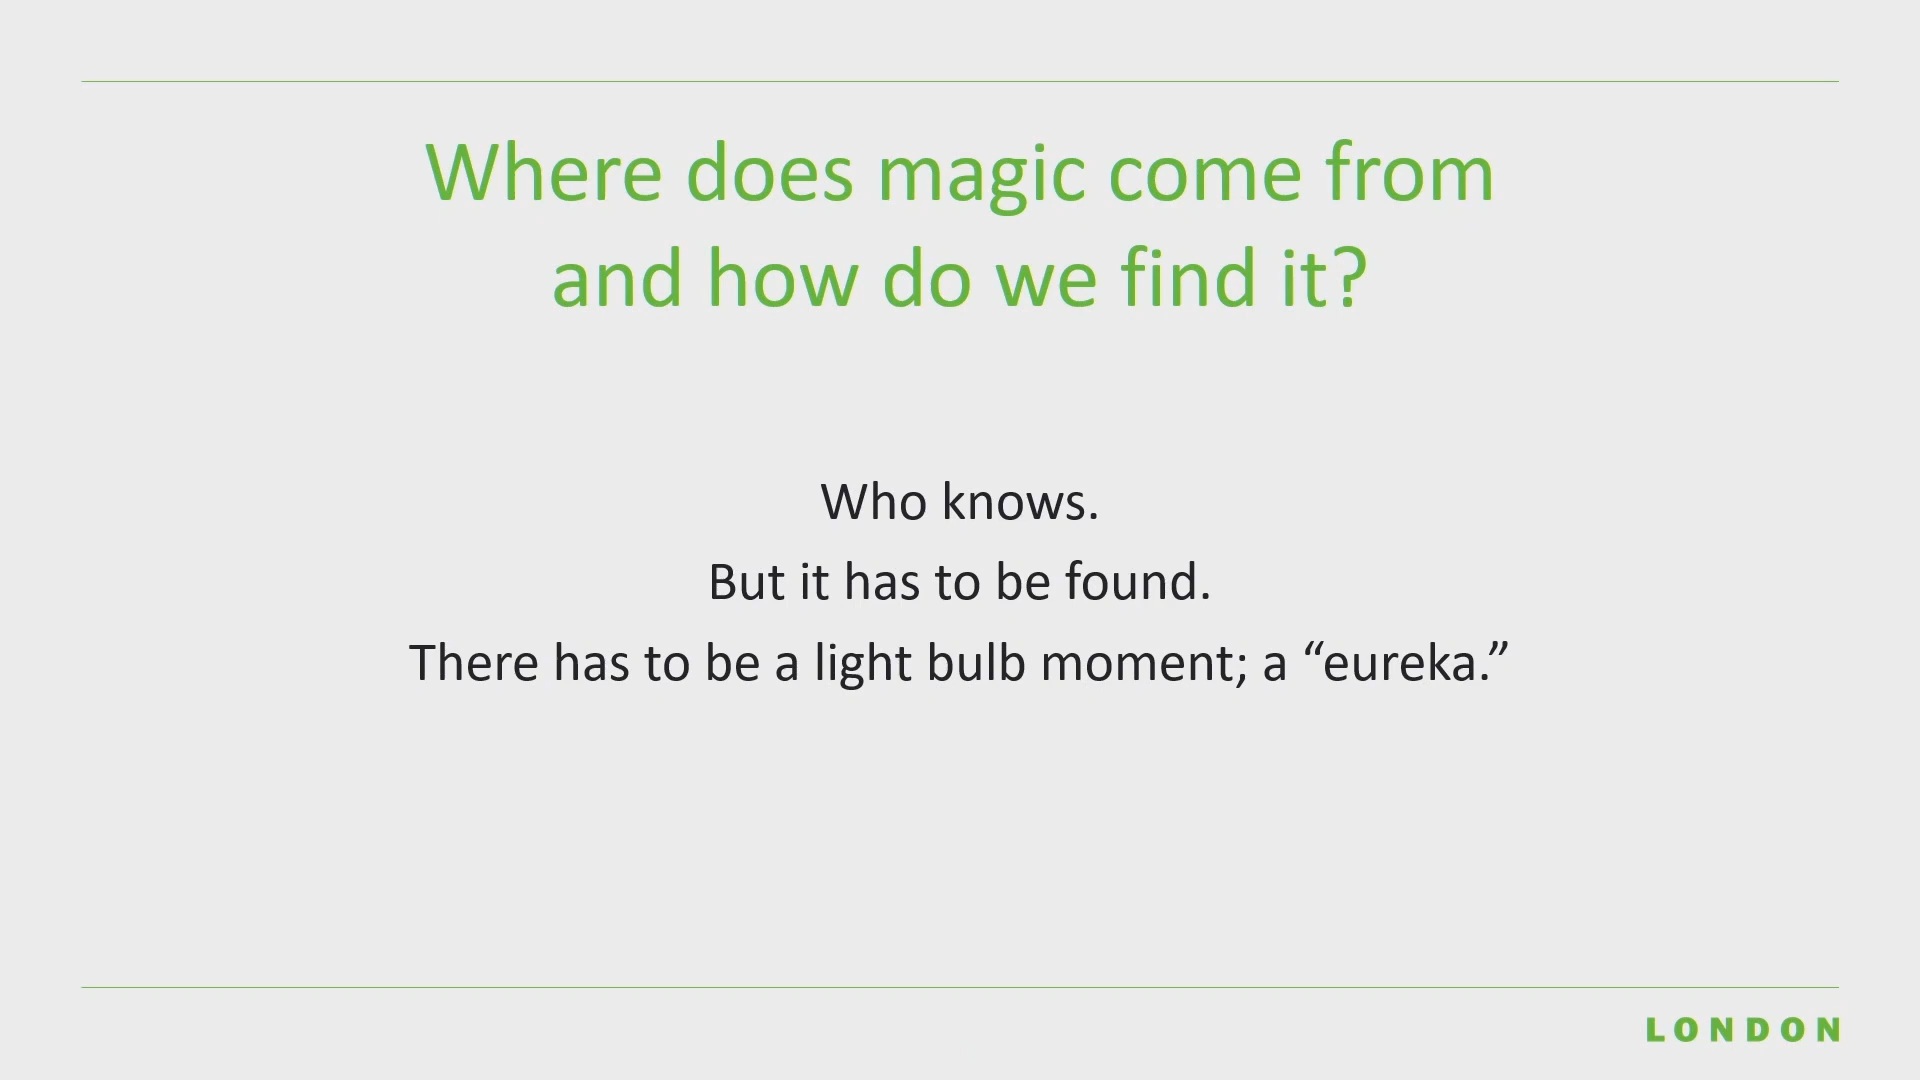 Where does magic come from
and how do we find it?
Who knows.
But it has to be found.
There has to be a light bulb moment; a “eureka.”
LONDON